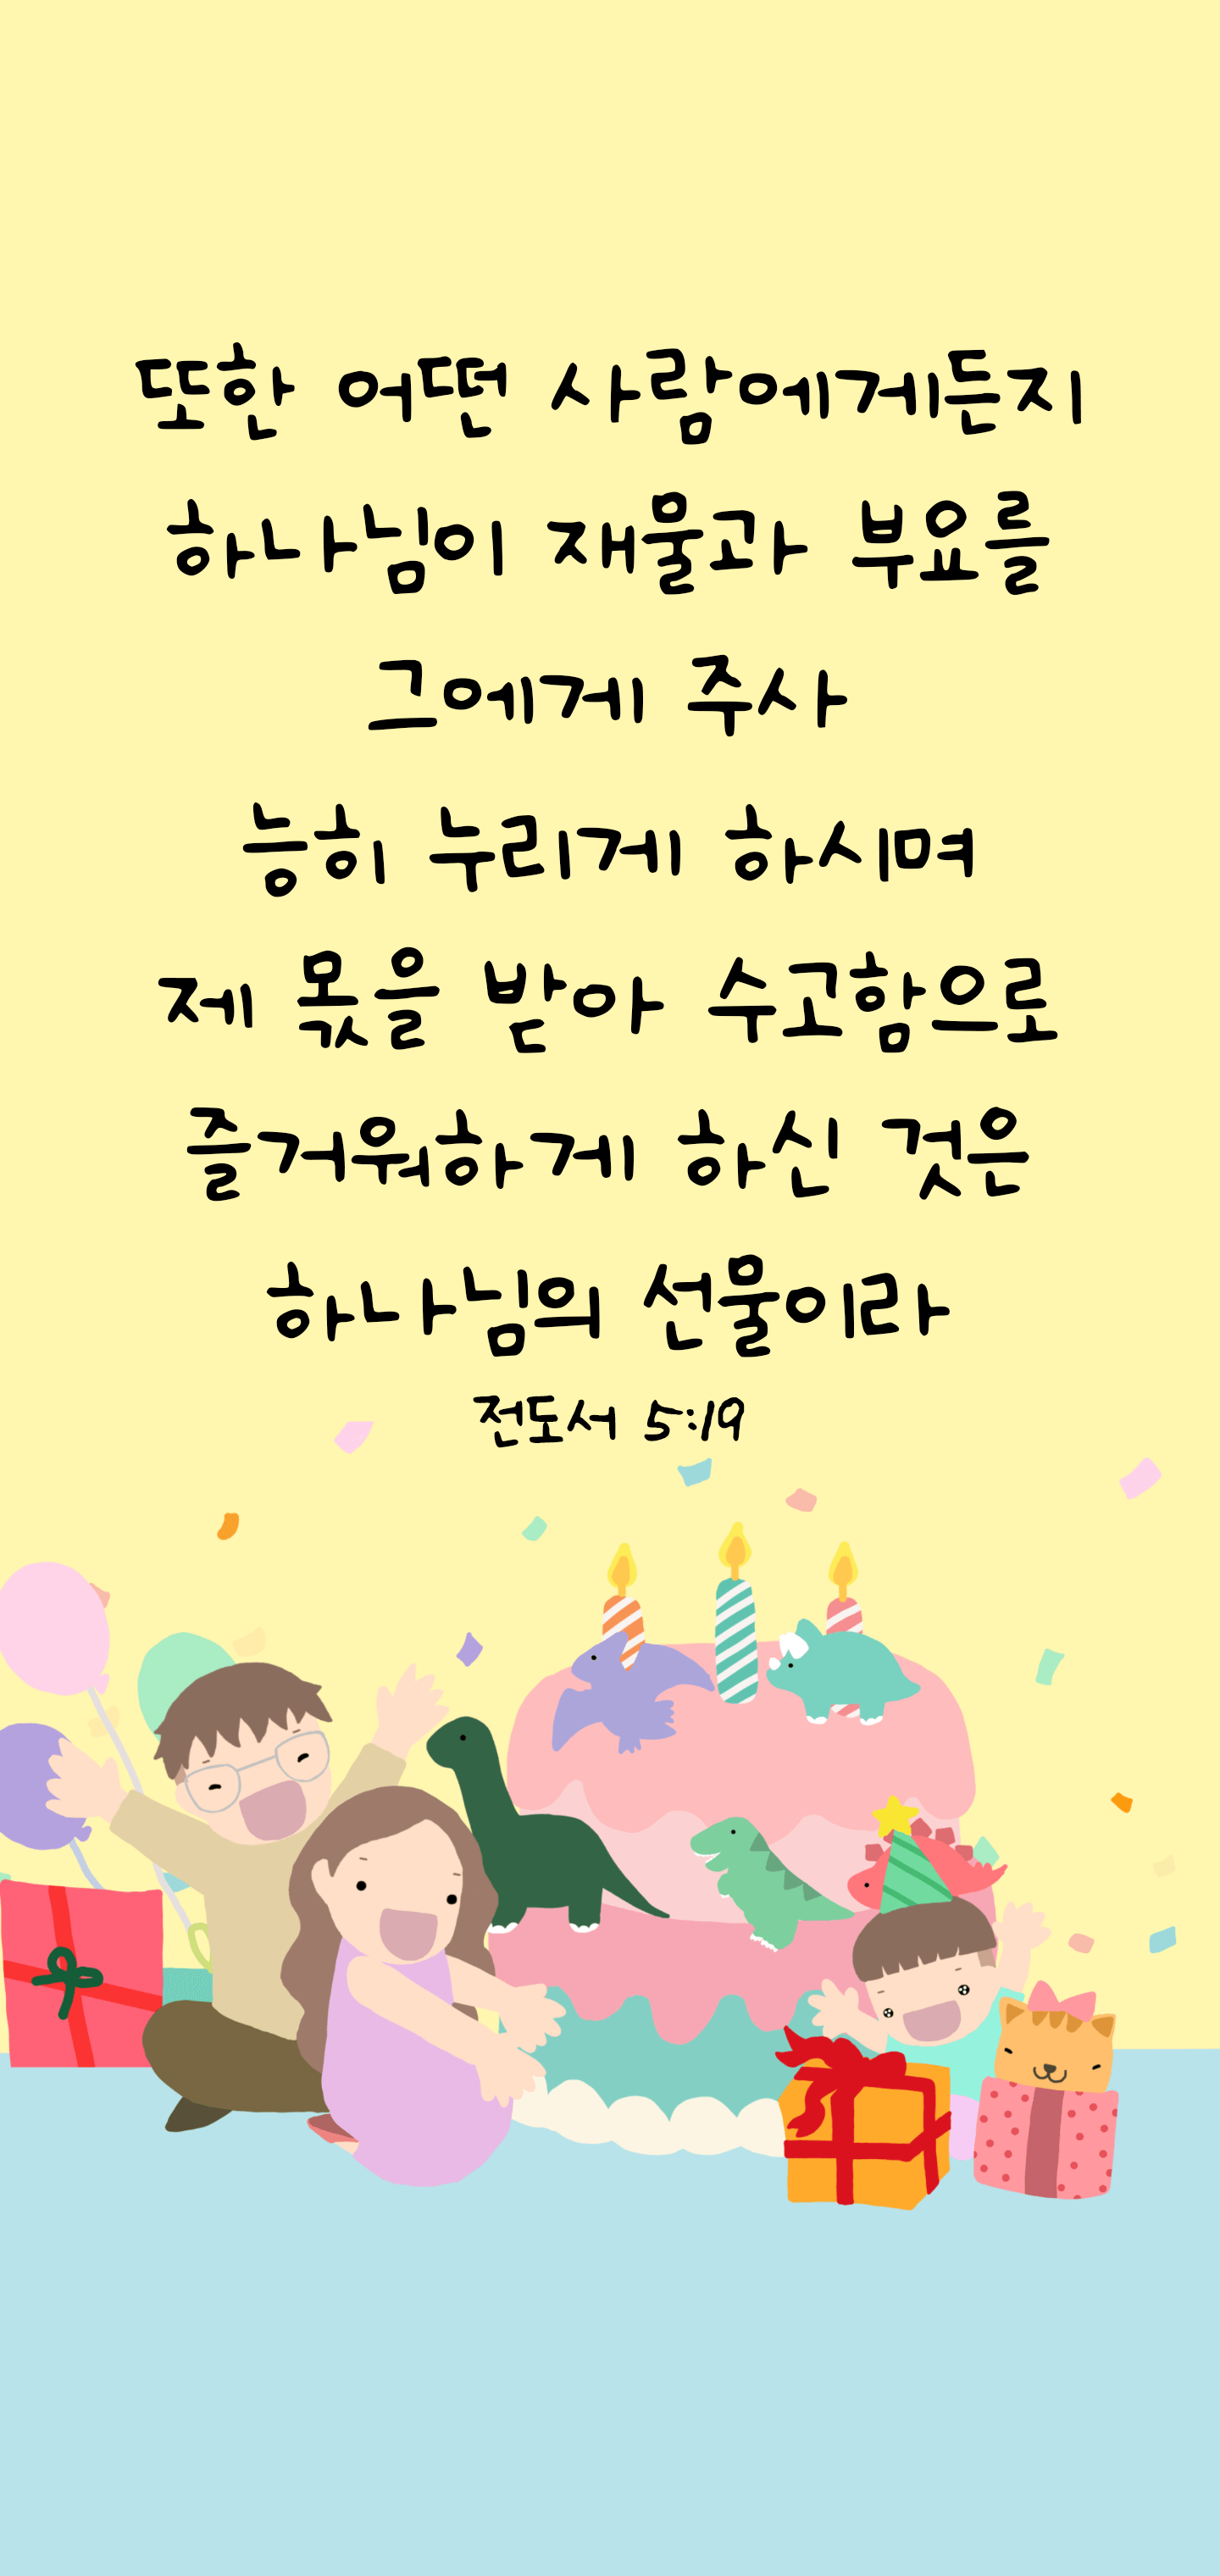 또한 어떤 사람에게든지
하나님이 재물과 부요를
그에게 주사
능히 누리게 하시며
제 몫을 받아 수고함으로
즐거워하게 하신 것은
하나님의 선물이라
전도서 5:19